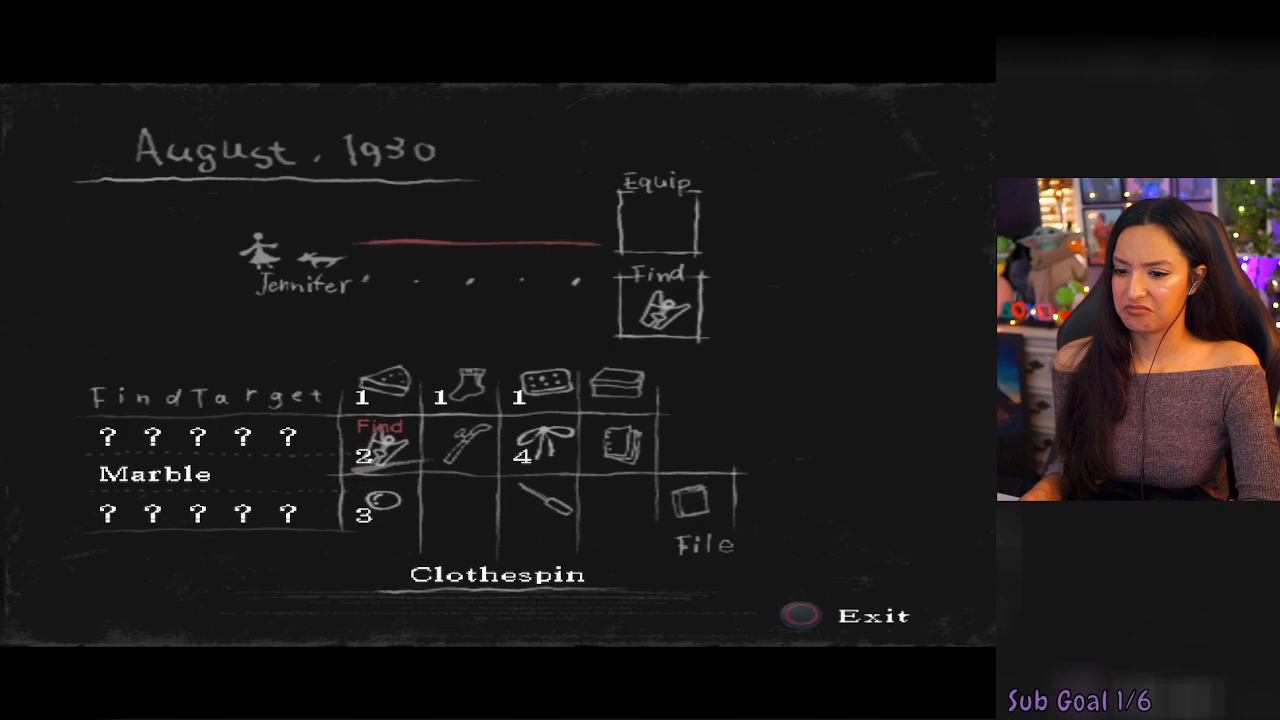 August, 1930
Equip
Jennifer
Find
Find Target
1 1 1
? ? ? ? ?
Find
2 4
Marble
? ? ? ? ?
3
File
Clothespin
Exit
Sub Goal 1/6